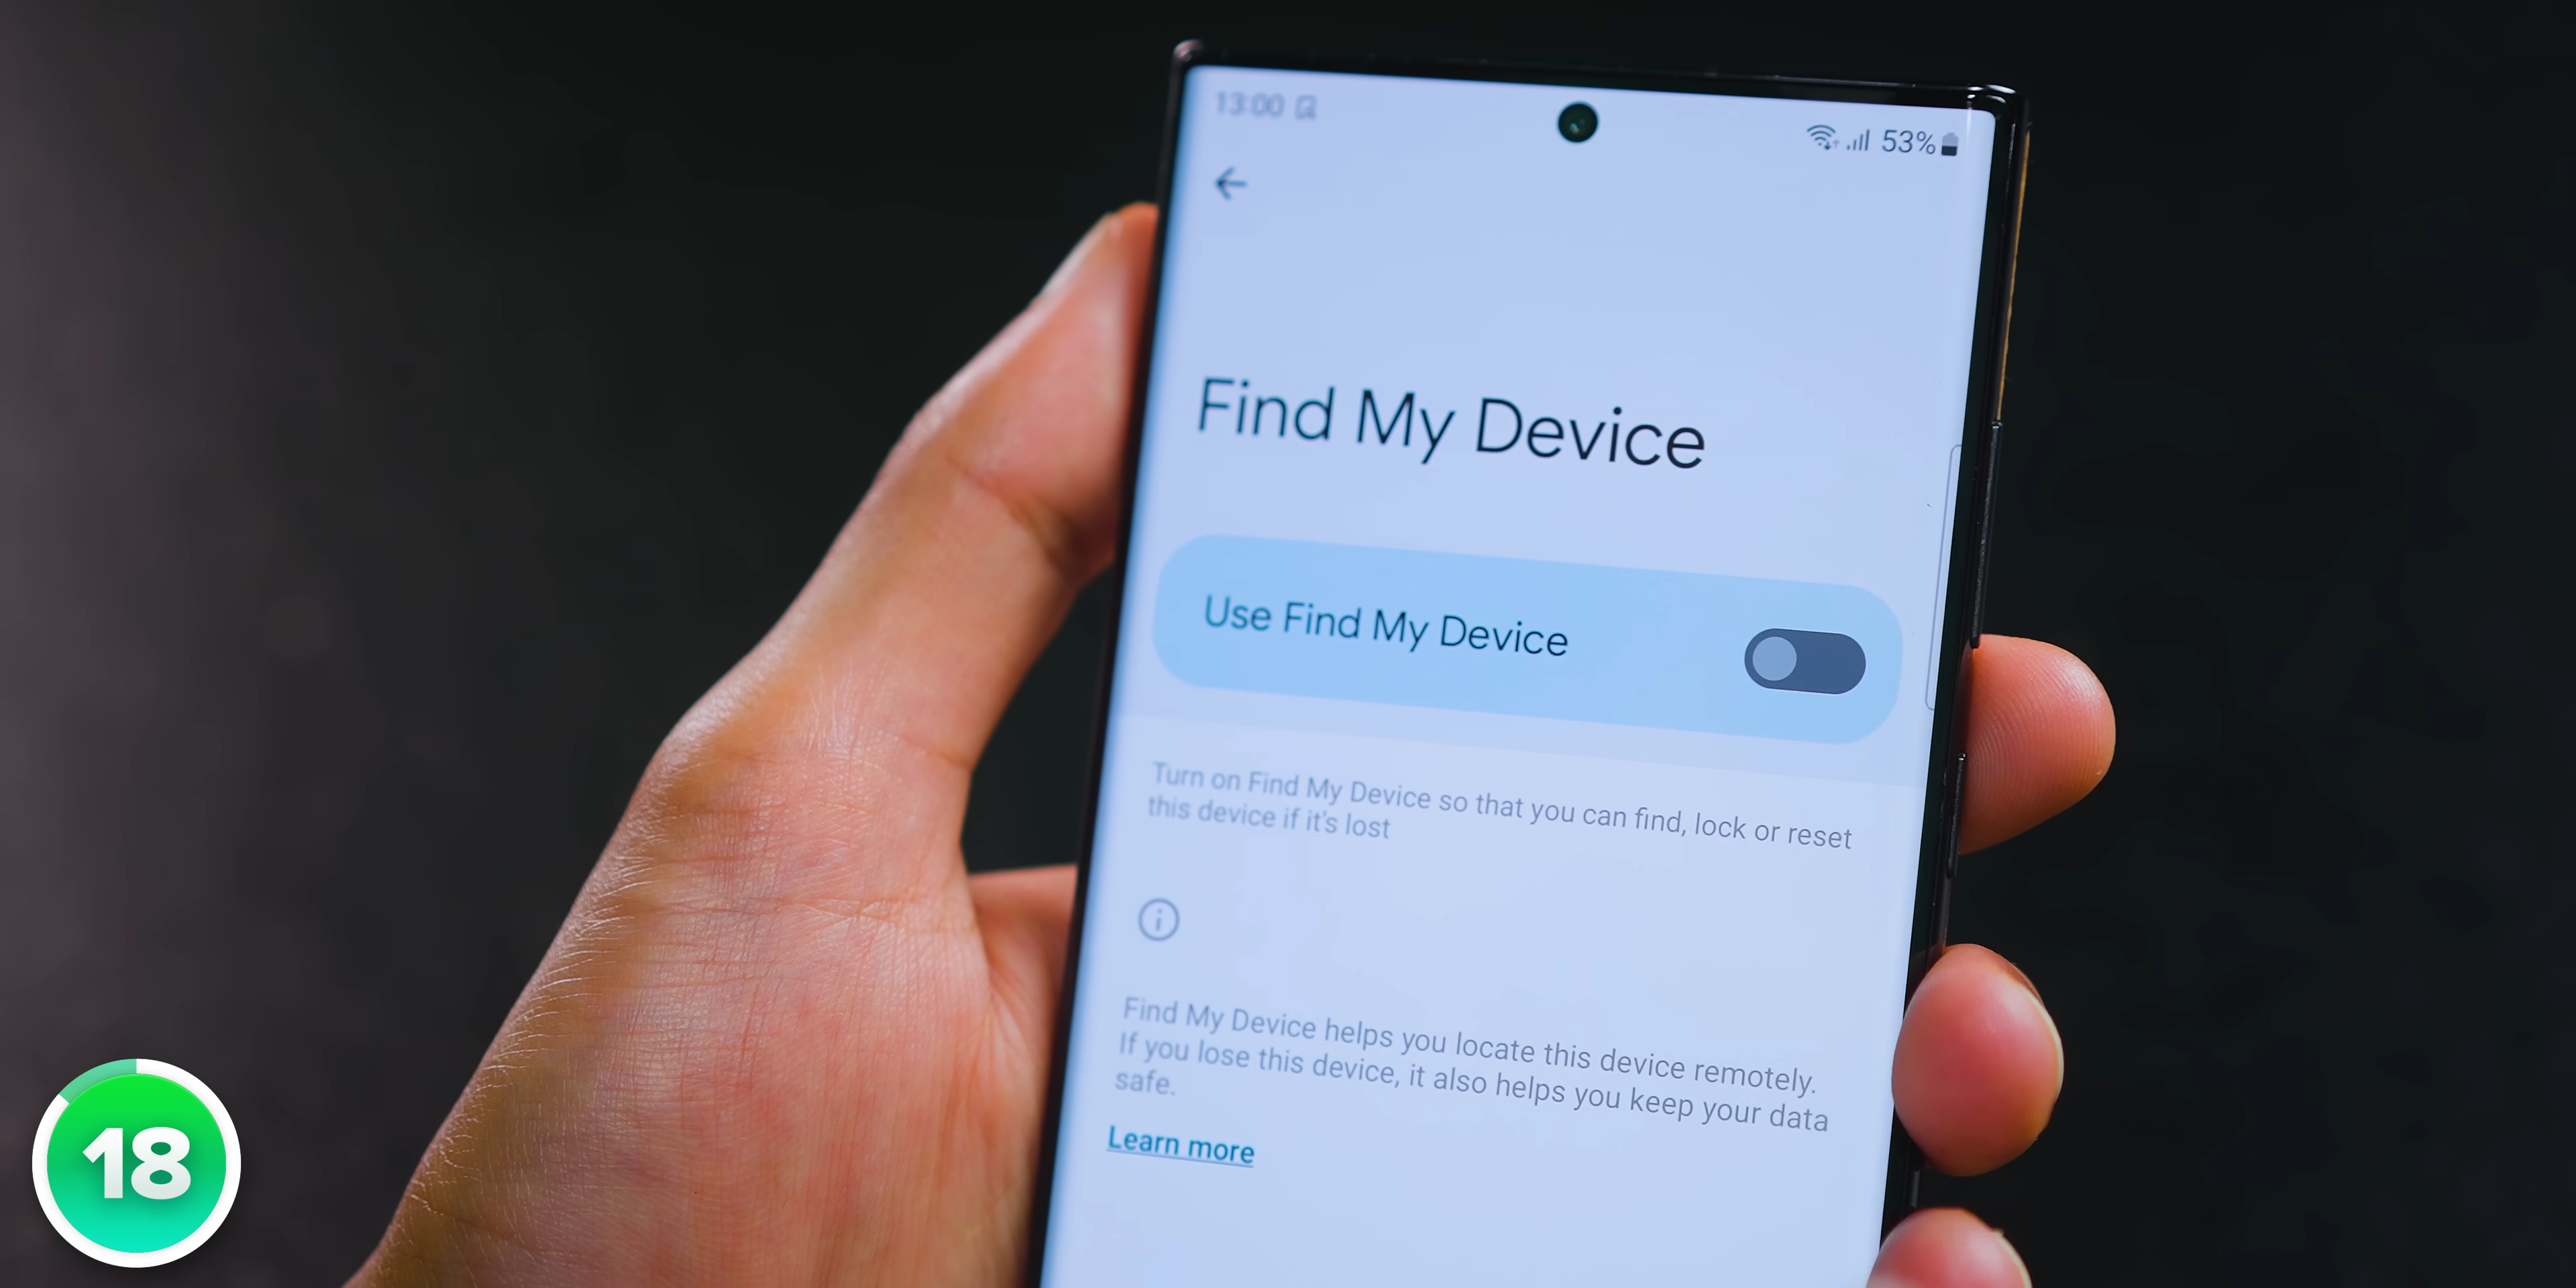 13:00
53%
Find My Device
Use Find My Device
Turn on Find My Device so that you can find, lock or reset
this device if it's lost
Find My Device helps you locate this device remotely.
If you lose this device, it also helps you keep your data
safe.
Learn more
18